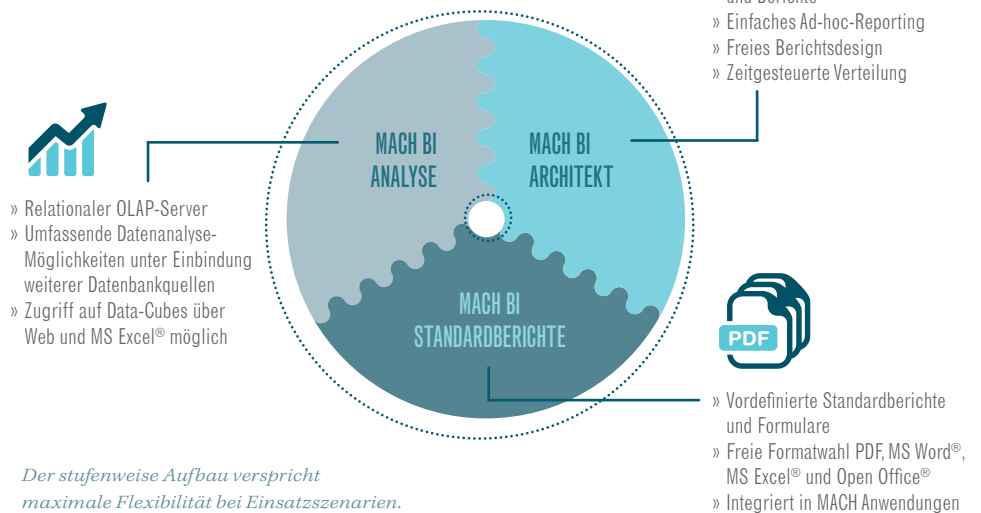 und Berichte
» Einfaches Ad-hoc-Reporting
» Freies Berichtsdesign
» Zeitgesteuerte Verteilung
MACH BI
ANALYSE
MACH BI
ARCHITEKT
» Relationaler OLAP-Server
» Umfassende Datenanalyse-
Möglichkeiten unter Einbindung
weiterer Datenbankquellen
» Zugriff auf Data-Cubes über
Web und MS Excel® möglich
MACH BI
STANDARDBERICHTE
PDF
» Vordefinierte Standardberichte
und Formulare
» Freie Formatwahl PDF, MS Word®,
MS Excel® und Open Office®
» Integriert in MACH Anwendungen
Der stufenweise Aufbau verspricht
maximale Flexibilität bei Einsatzszenarien.